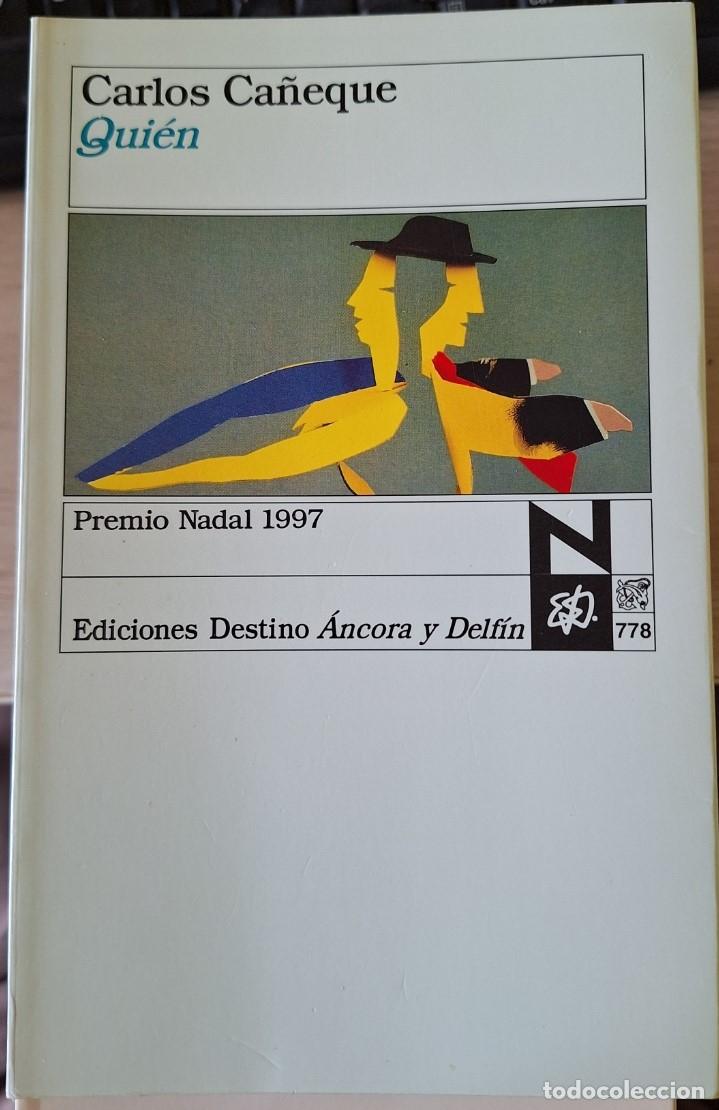 Carlos Cañeque
Quién
Premio Nadal 1997
N
Ediciones Destino Áncora y Delfín
778
todocoleccion